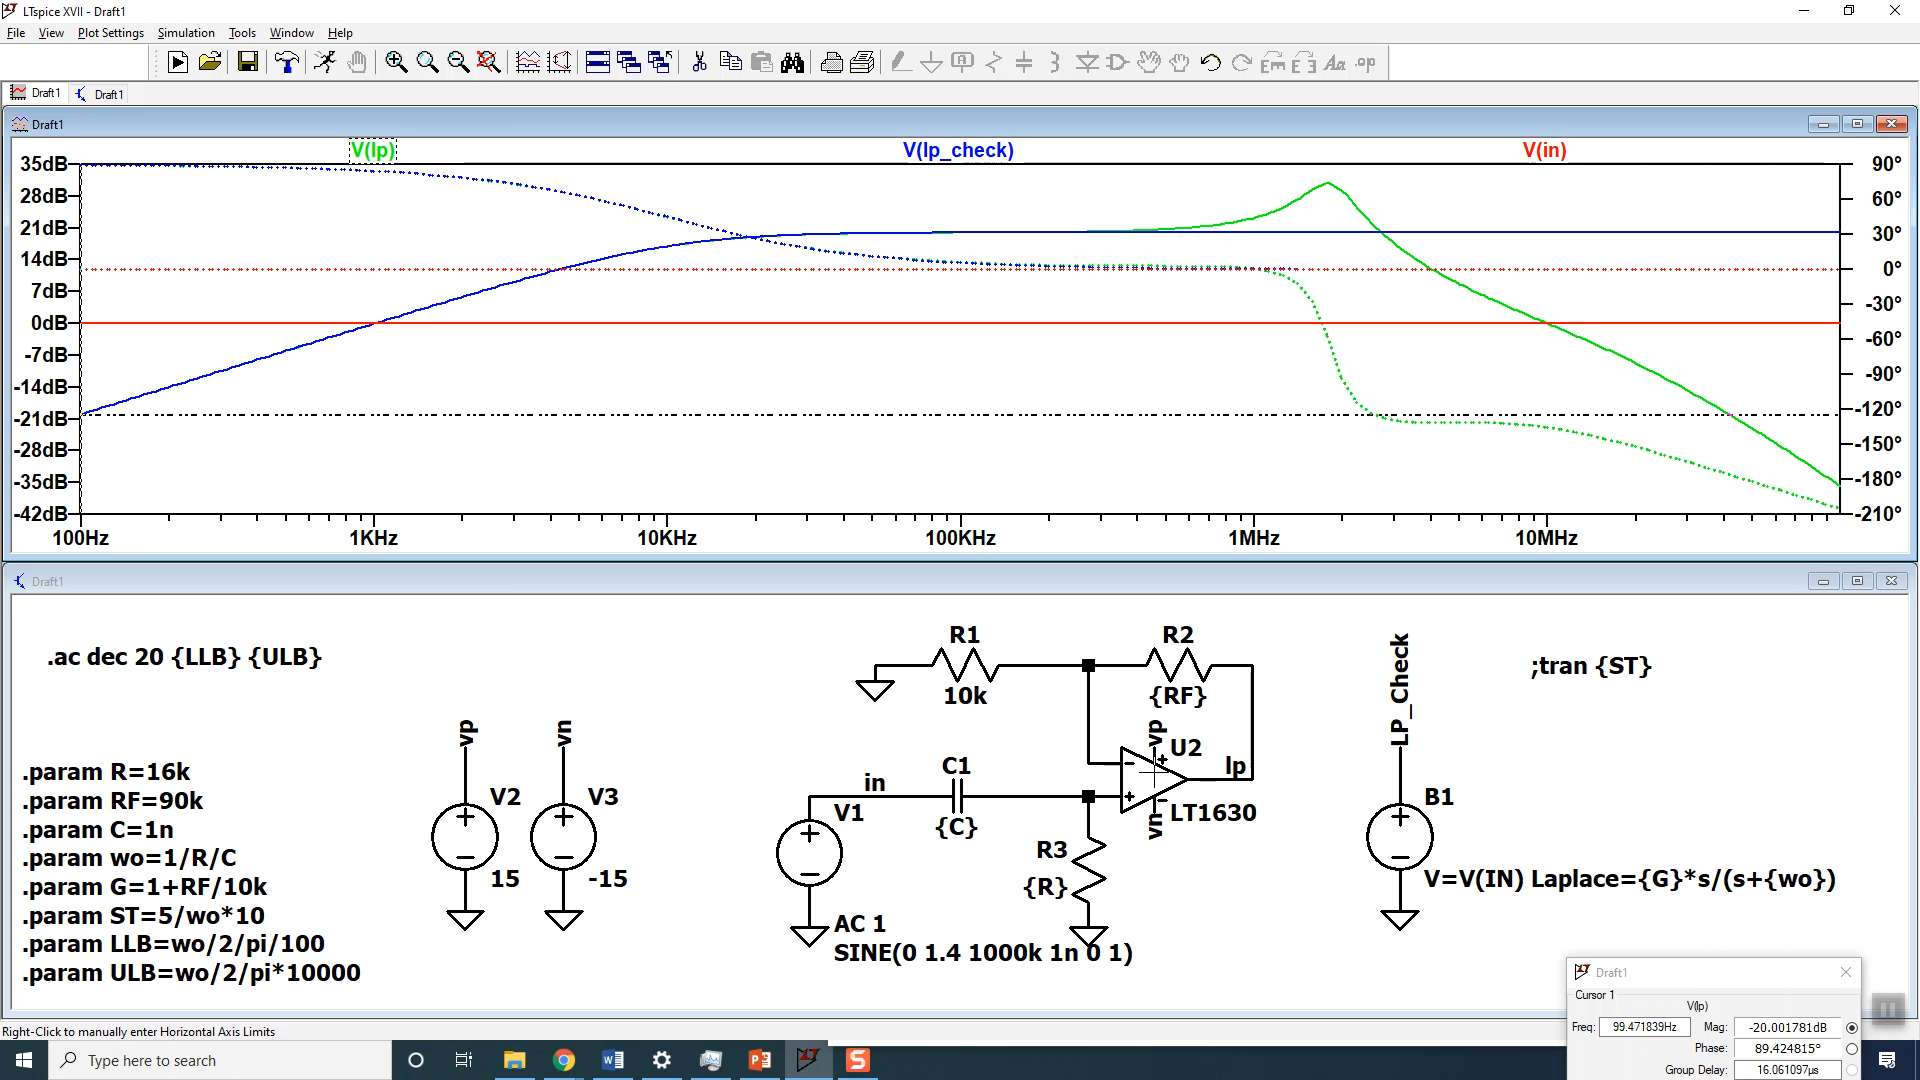 LTspice XVII - Draft1
File View Plot Settings Simulation Tools Window Help
Draft1 Draft1
Draft1
V(lp) V(lp_check) V(in)
35dB 90°
28dB 60°
21dB 30°
14dB 0°
7dB -30°
0dB -60°
-7dB -90°
-14dB -120°
-21dB -150°
-28dB -180°
-35dB -210°
-42dB
100Hz 1KHz 10KHz 100KHz 1MHz 10MHz
Draft1
.ac dec 20 {LLB} {ULB}
;tran {ST}
R1
10k
R2
{RF}
vp
vn
vp
U2
lp
LP_Check
in
C1
{C}
V1
vn
LT1630
R3
{R}
V2
15
V3
-15
B1
V=V(IN) Laplace={G}*s/(s+{wo})
AC 1
SINE(0 1.4 1000k 1n 0 1)
.param R=16k
.param RF=90k
.param C=1n
.param wo=1/R/C
.param G=1+RF/10k
.param ST=5/wo*10
.param LLB=wo/2/pi/100
.param ULB=wo/2/pi*10000
Draft1
Cursor 1
V(lp)
Freq: 99.471839Hz Mag: -20.001781dB
Phase: 89.424815°
Group Delay: 16.061097µs
Right-Click to manually enter Horizontal Axis Limits
Type here to search